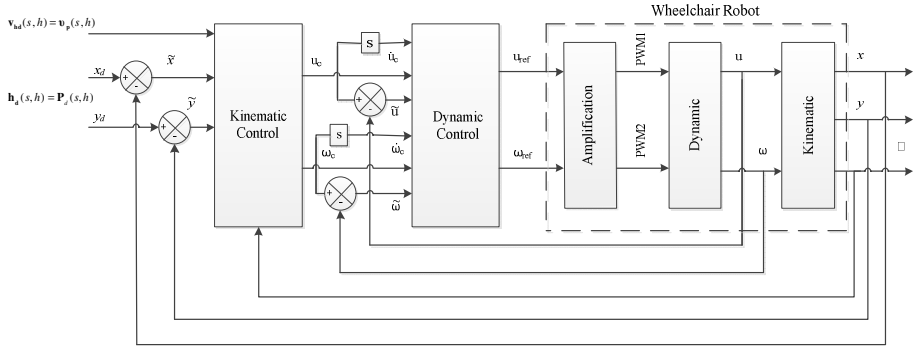 Wheelchair Robot
v_hd(s,h)=υ_p(s,h)
x_d
+
-
x̃
h_d(s,h)=P_d(s,h)
y_d
+
-
ỹ
Kinematic
Control
u_c
s
u̇_c
+
-
ũ
ω_c
s
ω̇_c
+
-
ω̃
Dynamic
Control
u_ref
ω_ref
Amplification
PWM1
PWM2
Dynamic
u
ω
Kinematic
x
y
□